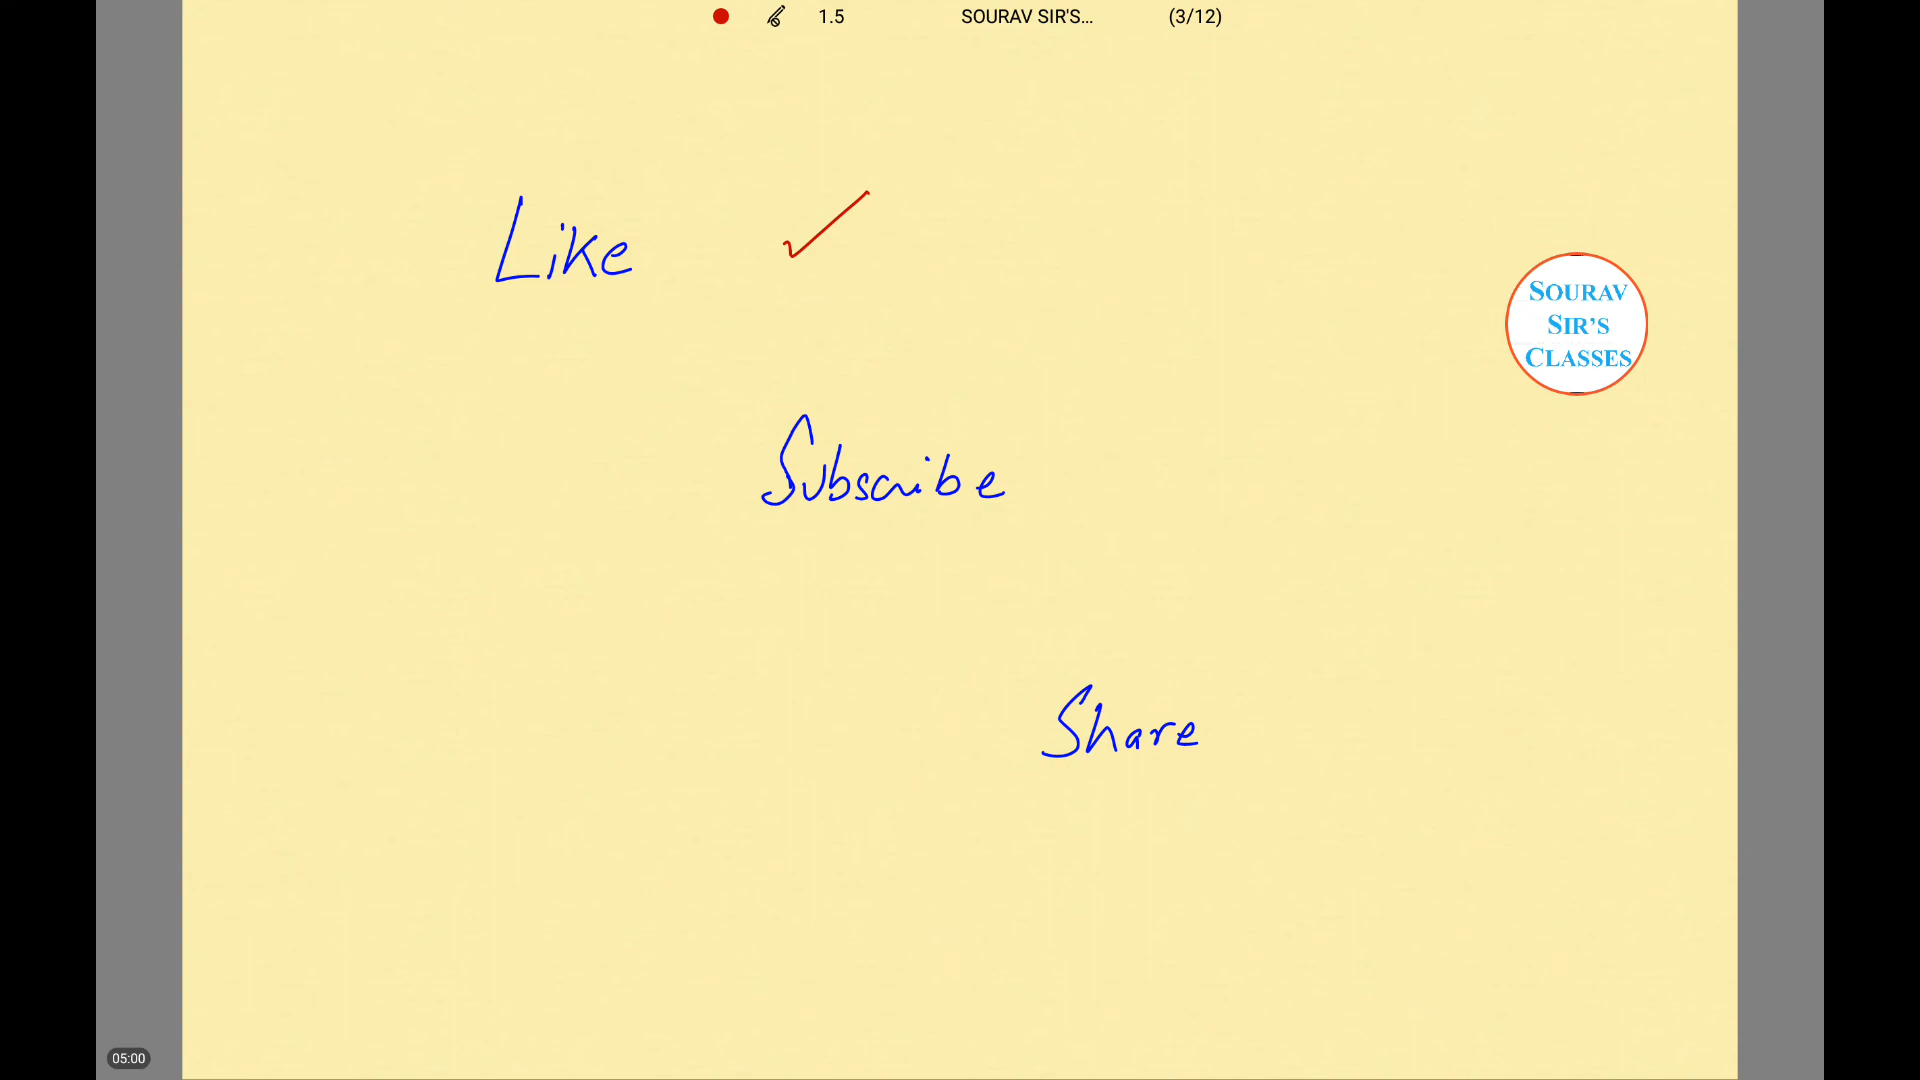 1.5 SOURAV SIR'S... (3/12)
Like
SOURAV
SIR'S
CLASSES
Subscribe
Share
05:00